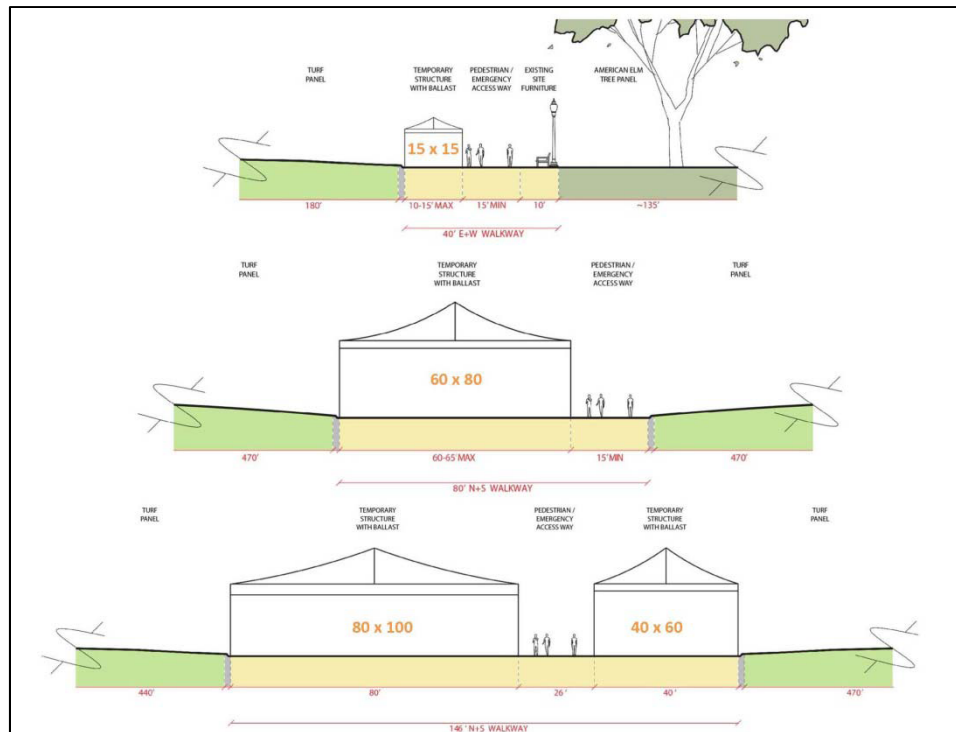 TURF
PANEL
TEMPORARY
STRUCTURE
WITH BALLAST
PEDESTRIAN /
EMERGENCY
ACCESS WAY
EXISTING
SITE
FURNITURE
AMERICAN ELM
TREE PANEL
15 x 15
180'
10-15' MAX
15' MIN
10'
~135'
40' E+W WALKWAY
TURF
PANEL
TEMPORARY
STRUCTURE
WITH BALLAST
PEDESTRIAN /
EMERGENCY
ACCESS WAY
TURF
PANEL
60 x 80
470'
60-65' MAX
15' MIN
470'
80' N+S WALKWAY
TURF
PANEL
TEMPORARY
STRUCTURE
WITH BALLAST
PEDESTRIAN /
EMERGENCY
ACCESS WAY
TEMPORARY
STRUCTURE
WITH BALLAST
TURF
PANEL
80 x 100
40 x 60
440'
80'
26'
40'
470'
146' N+S WALKWAY